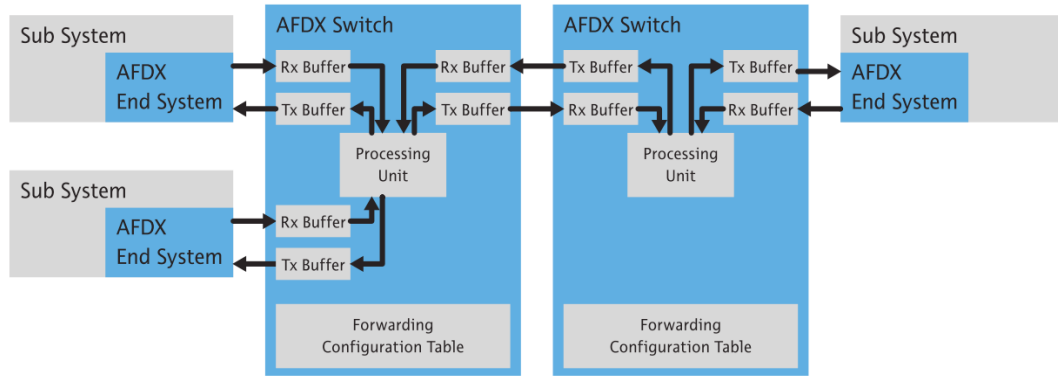 Sub System
AFDX
End System
Sub System
AFDX
End System
AFDX Switch
Rx Buffer
Tx Buffer
Rx Buffer
Tx Buffer
Processing
Unit
Rx Buffer
Tx Buffer
Forwarding
Configuration Table
AFDX Switch
Tx Buffer
Rx Buffer
Tx Buffer
Rx Buffer
Processing
Unit
Forwarding
Configuration Table
Sub System
AFDX
End System